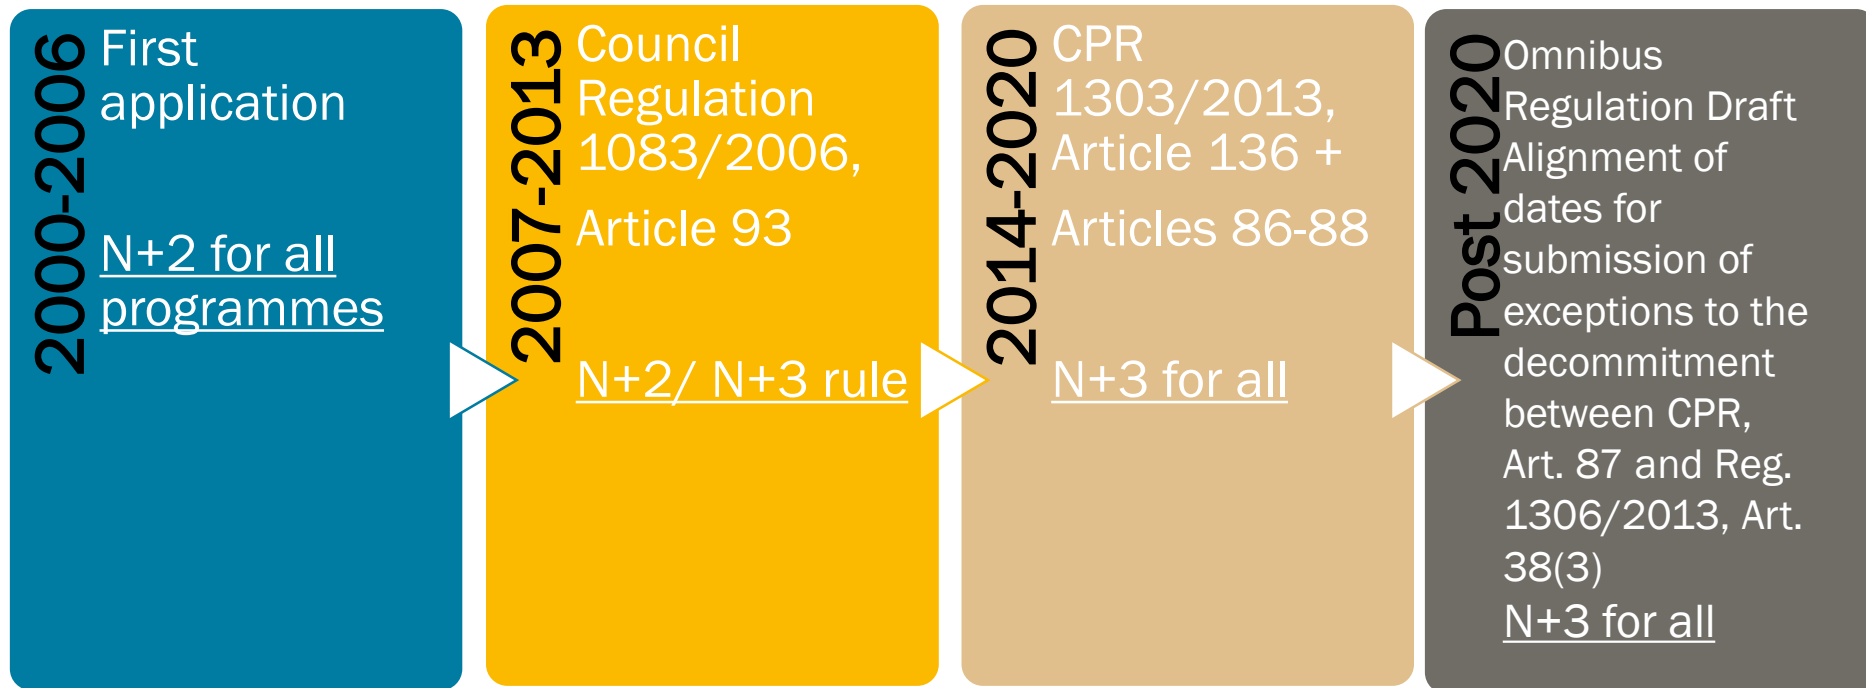 2000-2006
First
application
N+2 for all
programmes
2007-2013
Council
Regulation
1083/2006,
Article 93
N+2/ N+3 rule
2014-2020
CPR
1303/2013,
Article 136 +
Articles 86-88
N+3 for all
Post 2020
Omnibus
Regulation Draft
Alignment of
dates for
submission of
exceptions to the
decommitment
between CPR,
Art. 87 and Reg.
1306/2013, Art.
38(3)
N+3 for all